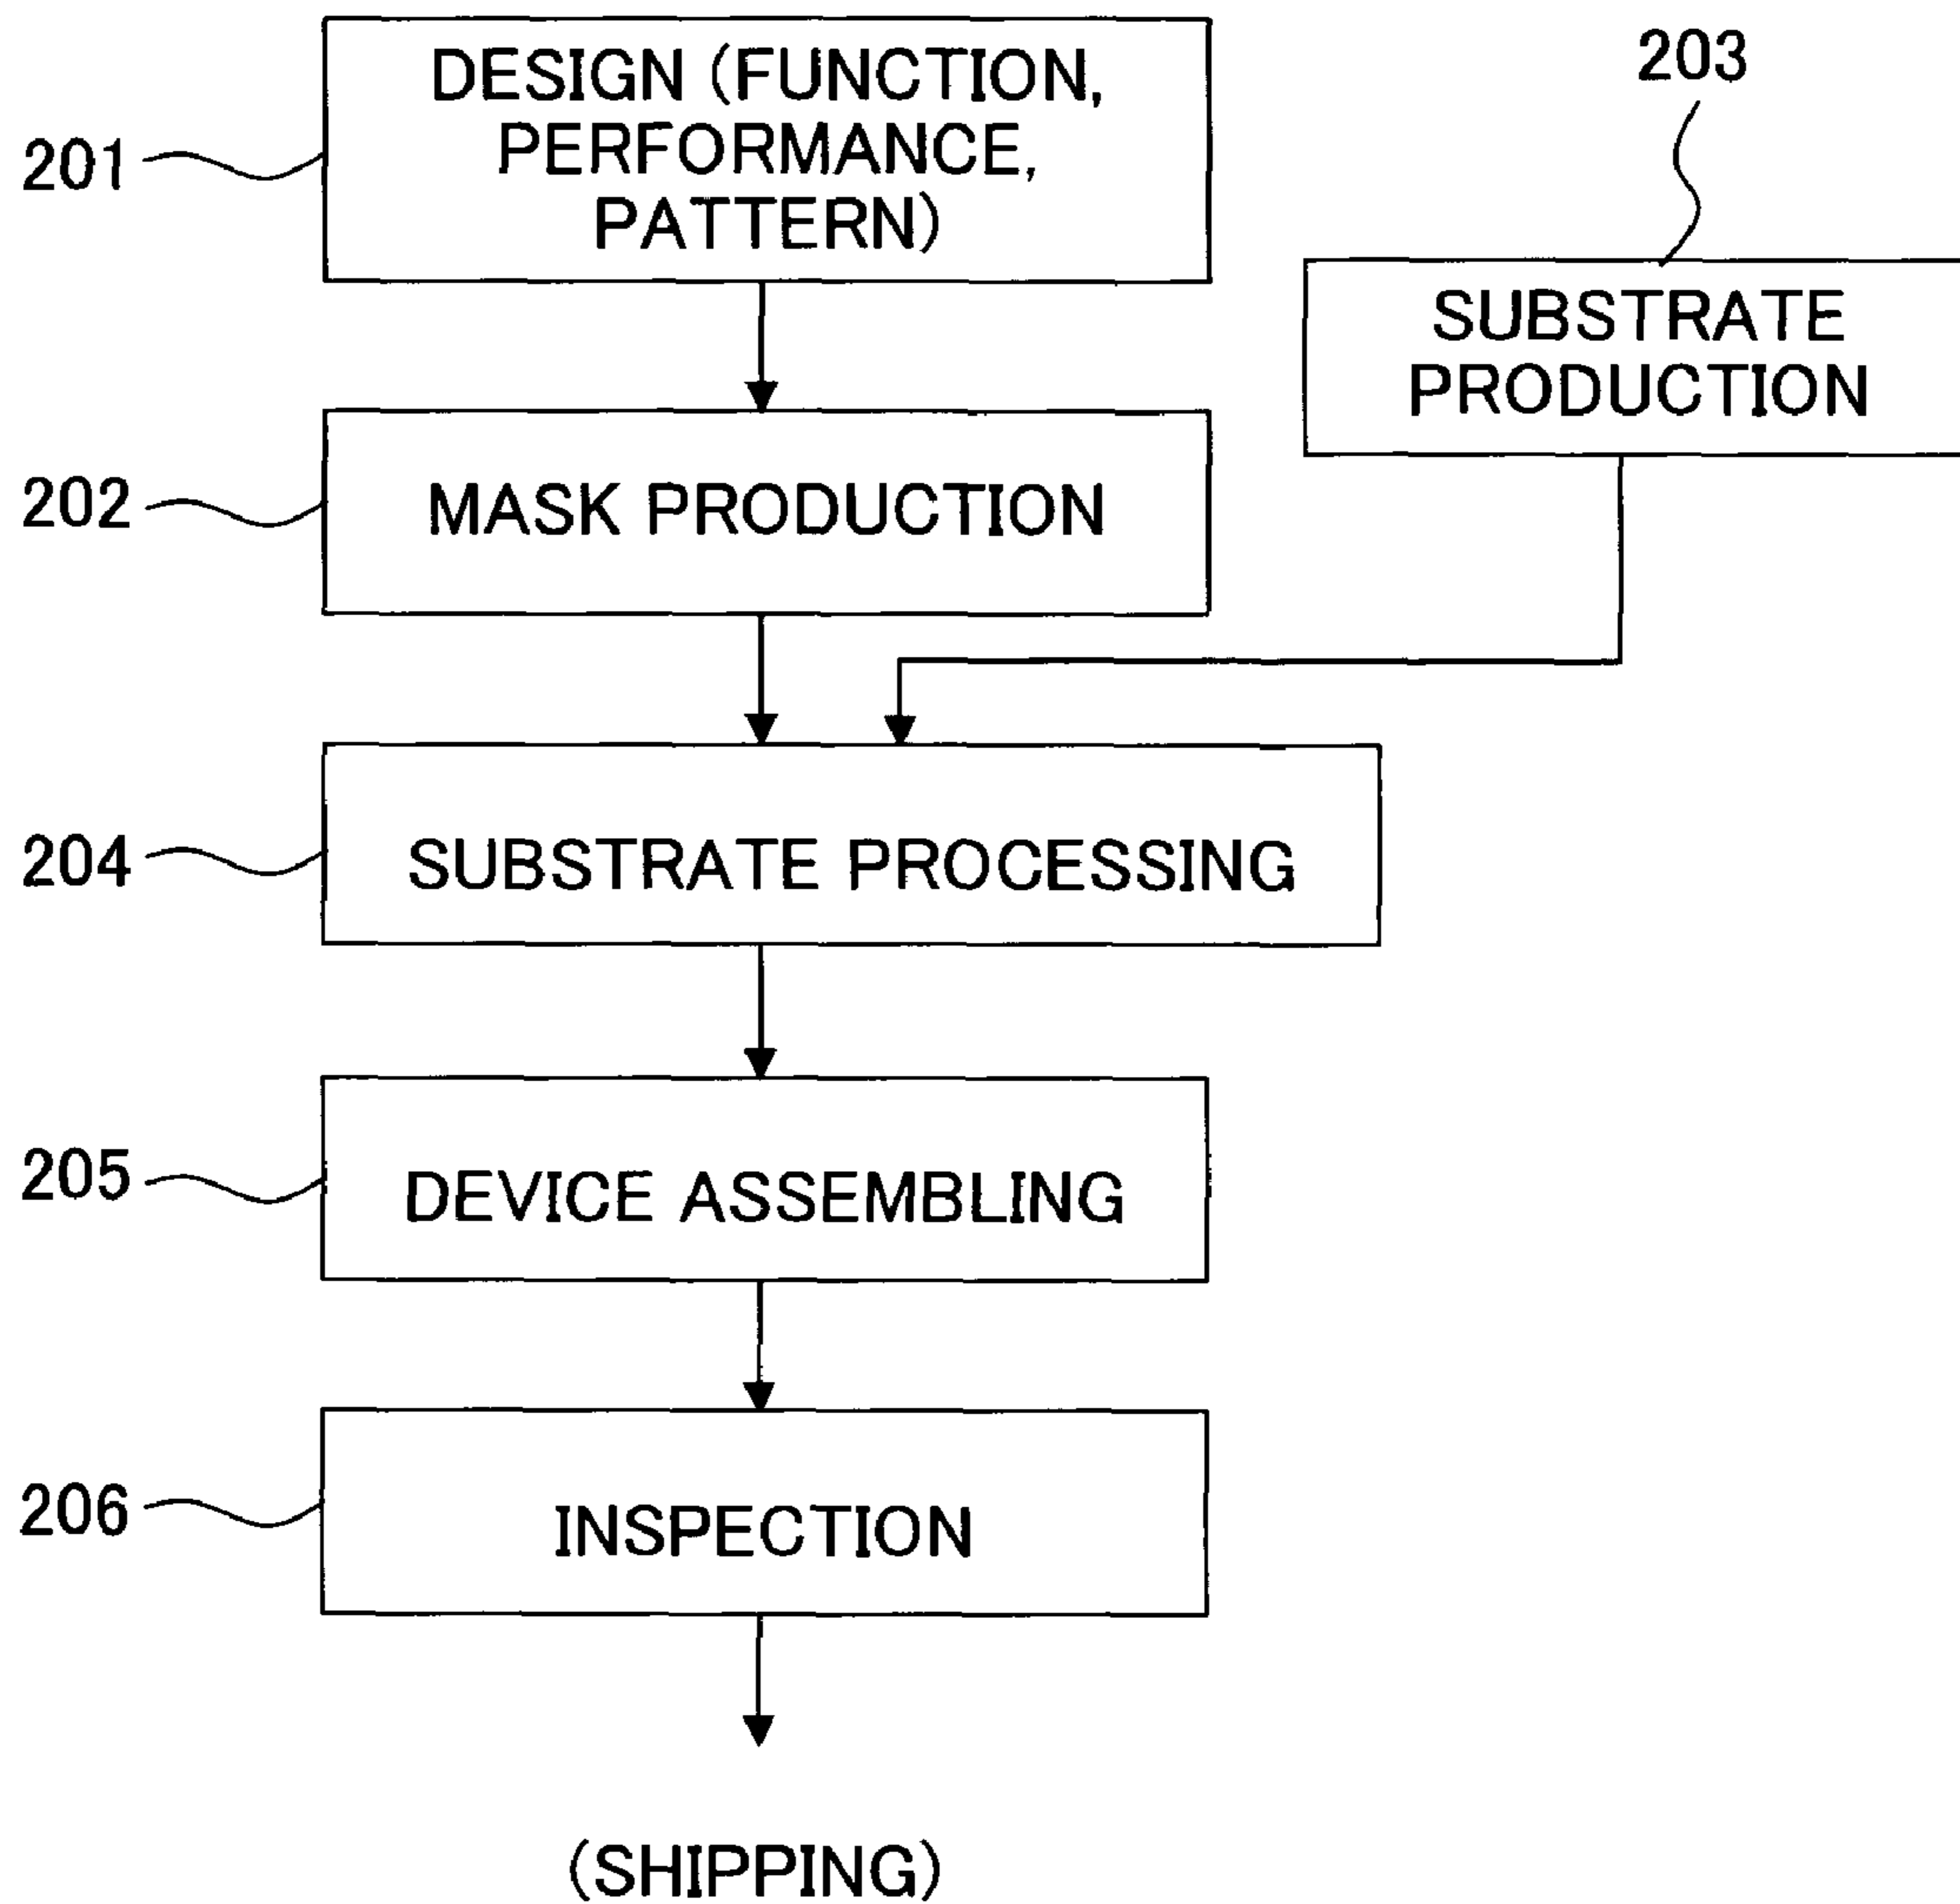 201
DESIGN (FUNCTION,
PERFORMANCE,
PATTERN)
203
SUBSTRATE
PRODUCTION
202
MASK PRODUCTION
204
SUBSTRATE PROCESSING
205
DEVICE ASSEMBLING
206
INSPECTION
(SHIPPING)